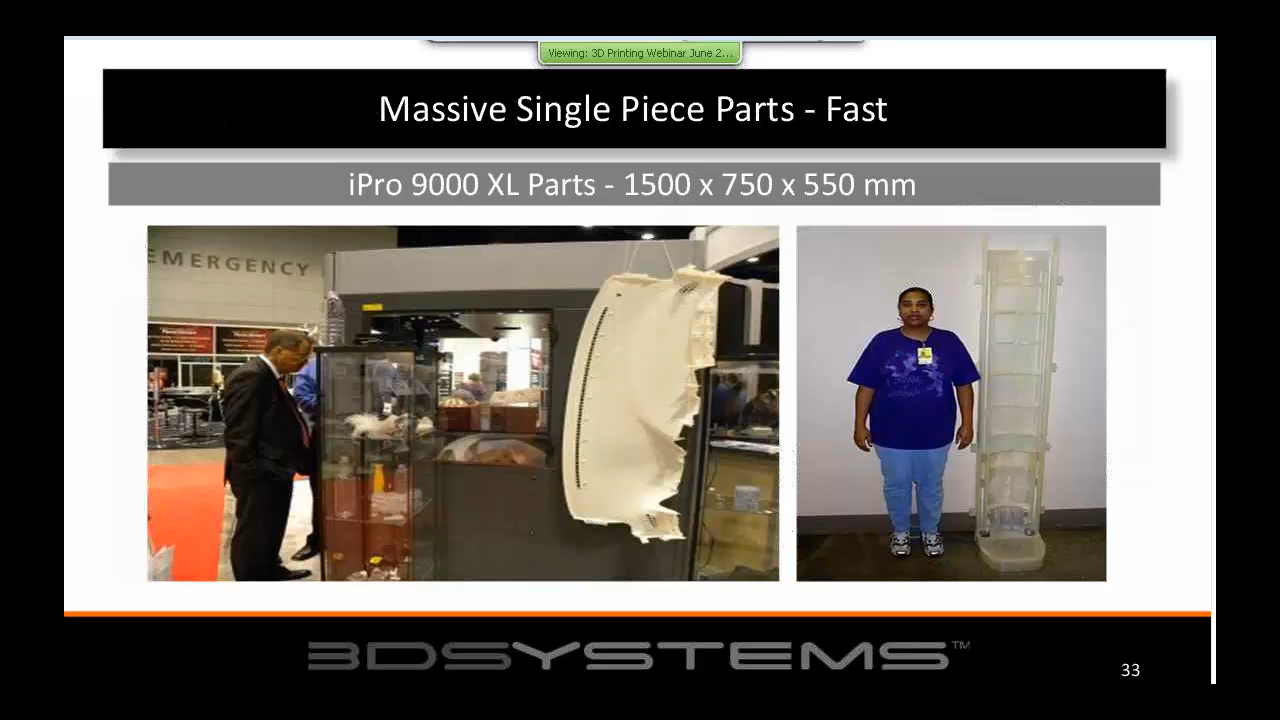 Viewing: 3D Printing Webinar June 2...
Massive Single Piece Parts - Fast
iPro 9000 XL Parts - 1500 x 750 x 550 mm
EMERGENCY
3DSYSTEMS™
33